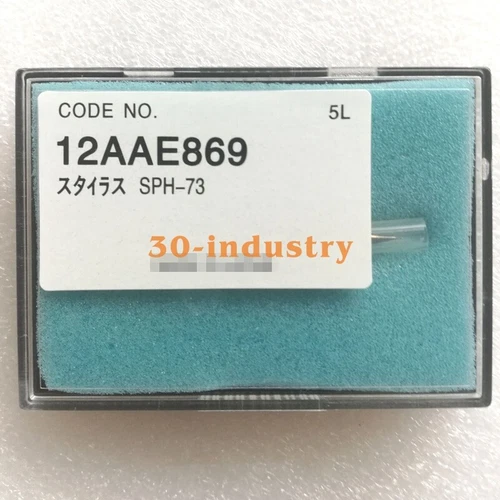 CODE NO. 5L
12AAE869
スタイラス SPH-73
30-industry